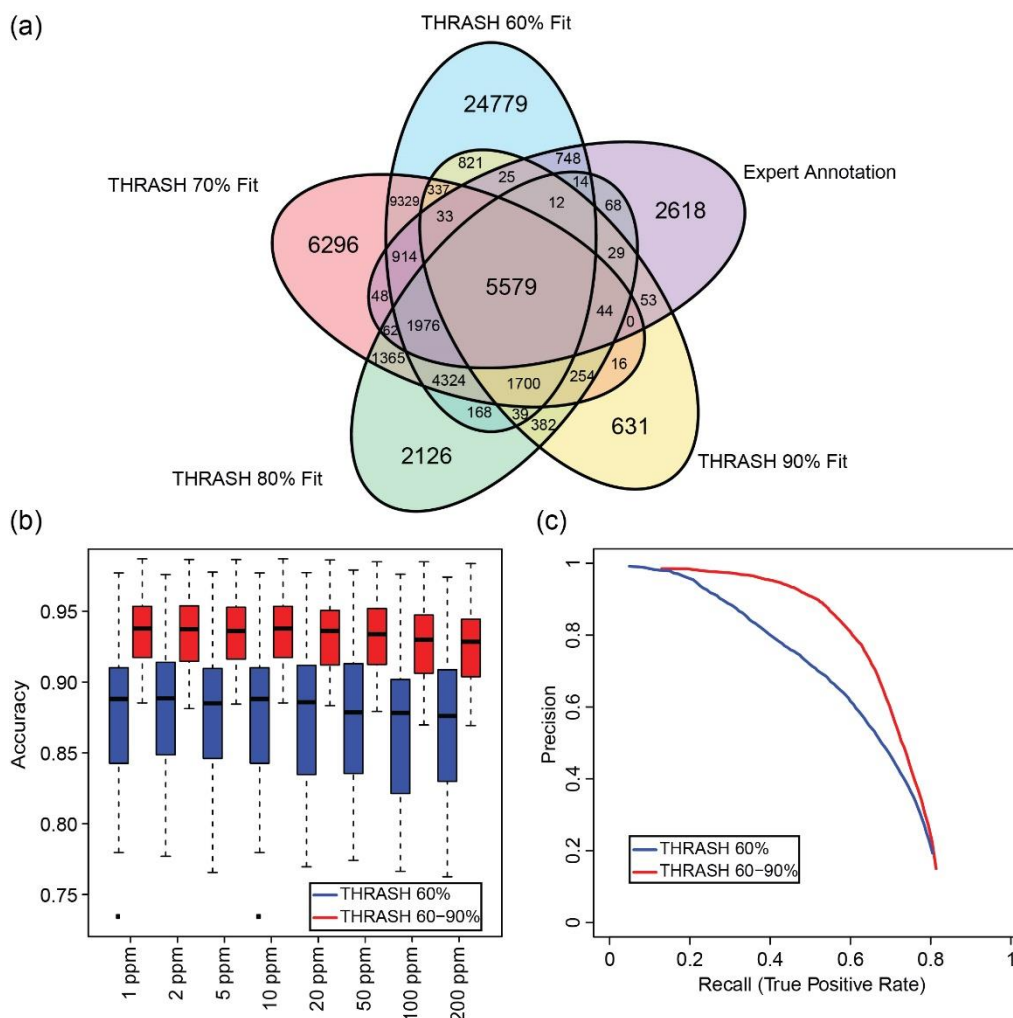 (a)
THRASH 60% Fit
24779
THRASH 70% Fit
Expert Annotation
821
748
25
14
337
9329
33
12
68
2618
6296
914
29
5579
48
53
44
0
62
1976
1365
16
4324
1700
254
168
39
382
631
2126
THRASH 80% Fit
THRASH 90% Fit
(b)
Accuracy
0.95
0.90
0.85
0.80
0.75
THRASH 60%
THRASH 60–90%
1 ppm
2 ppm
5 ppm
10 ppm
20 ppm
50 ppm
100 ppm
200 ppm
(c)
Precision
1
0.8
0.6
0.4
0.2
0
THRASH 60%
THRASH 60–90%
0.2
0.4
0.6
0.8
1
Recall (True Positive Rate)